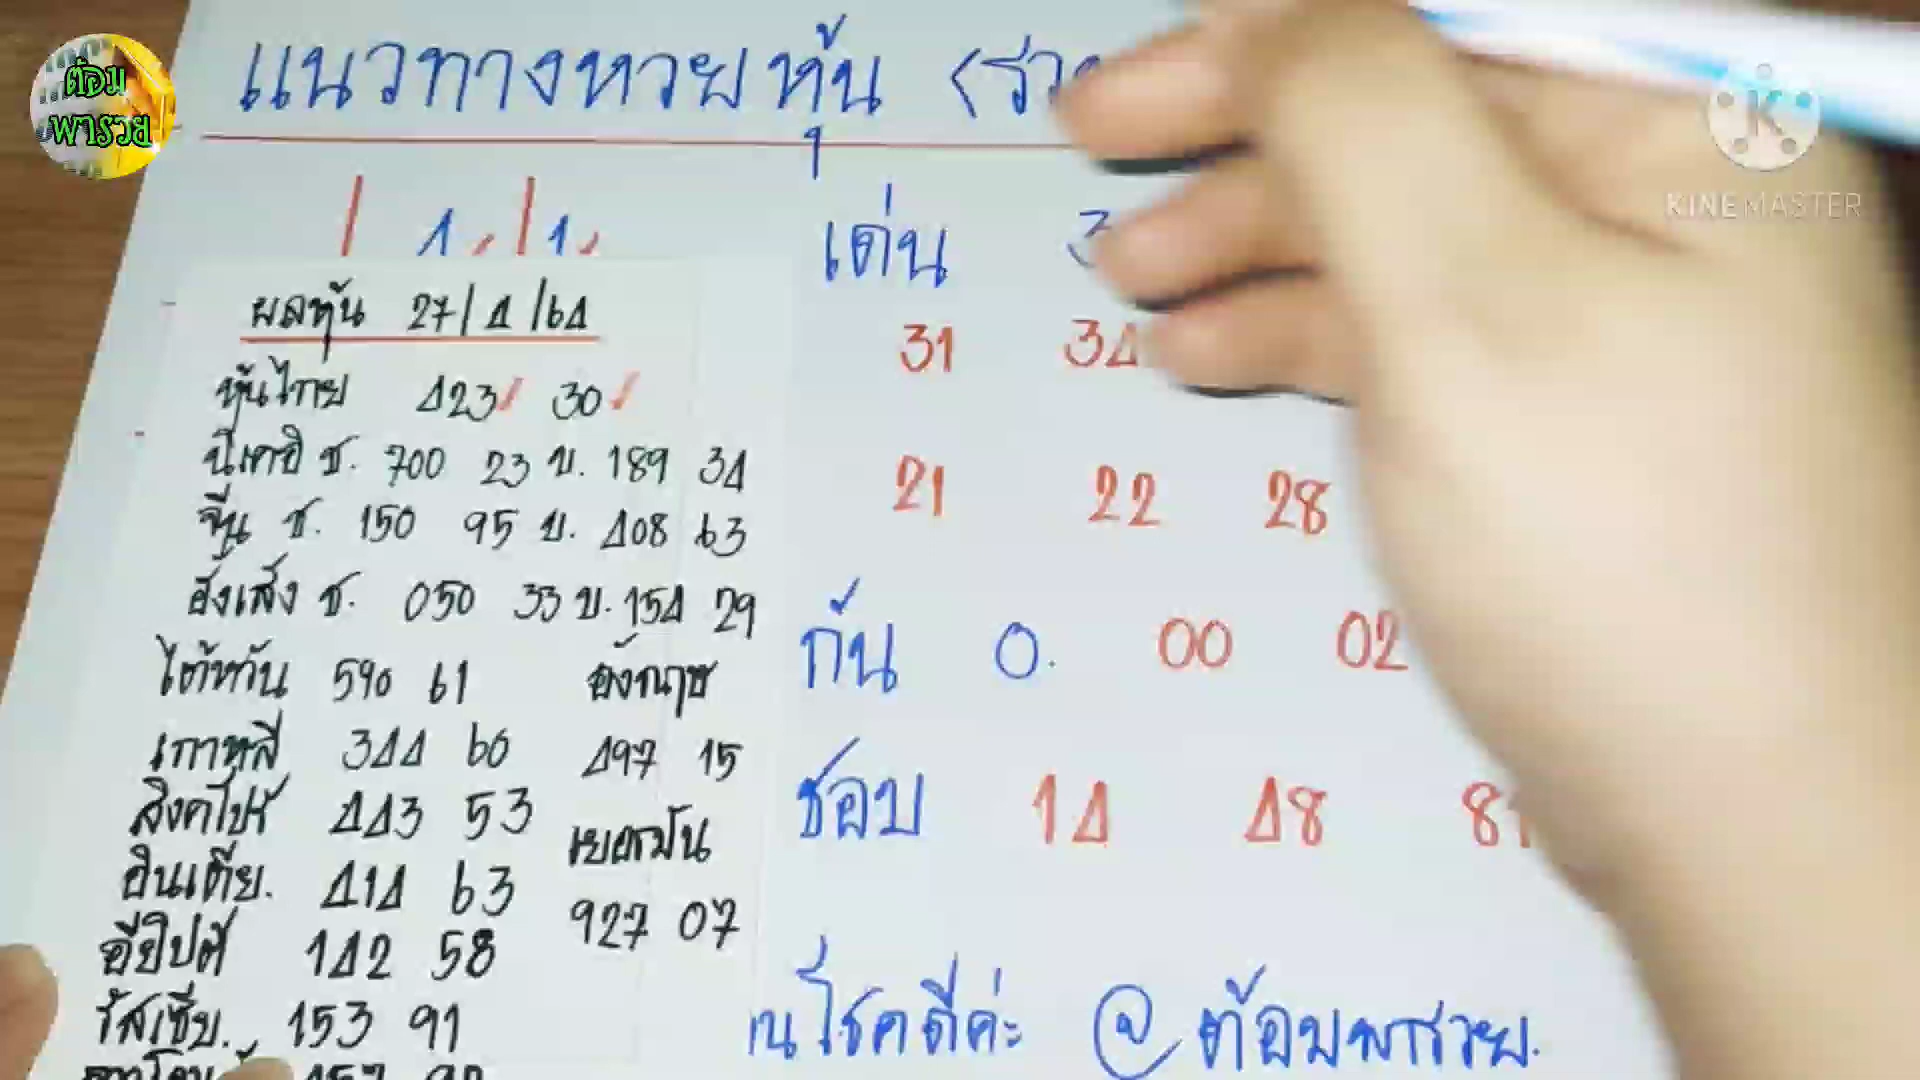 ต้อม
พารวย
แนวทางหวยหุ้น
KINEMASTER
ผลหุ้น 27/4/64
หุ้นไทย 423 30
นิเคอิ ช. 700 23 บ. 189 34
จีน ช. 150 95 บ. 408 63
ฮั่งเส็ง ช. 050 33 บ. 154 29
ไต้หวัน 590 61
เกาหลี 344 60
สิงคโปร์ 443 53
อินเดีย. 414 63
อียิปต์ 142 58
รัสเซีย. 153 91
อังกฤษ
497 15
เยอรมัน
927 07
เด่น 3
31 34
21 22 28
กัน 0. 00 02
ชอบ 14 48
โชคดีค่ะ @ต้อมพารวย.